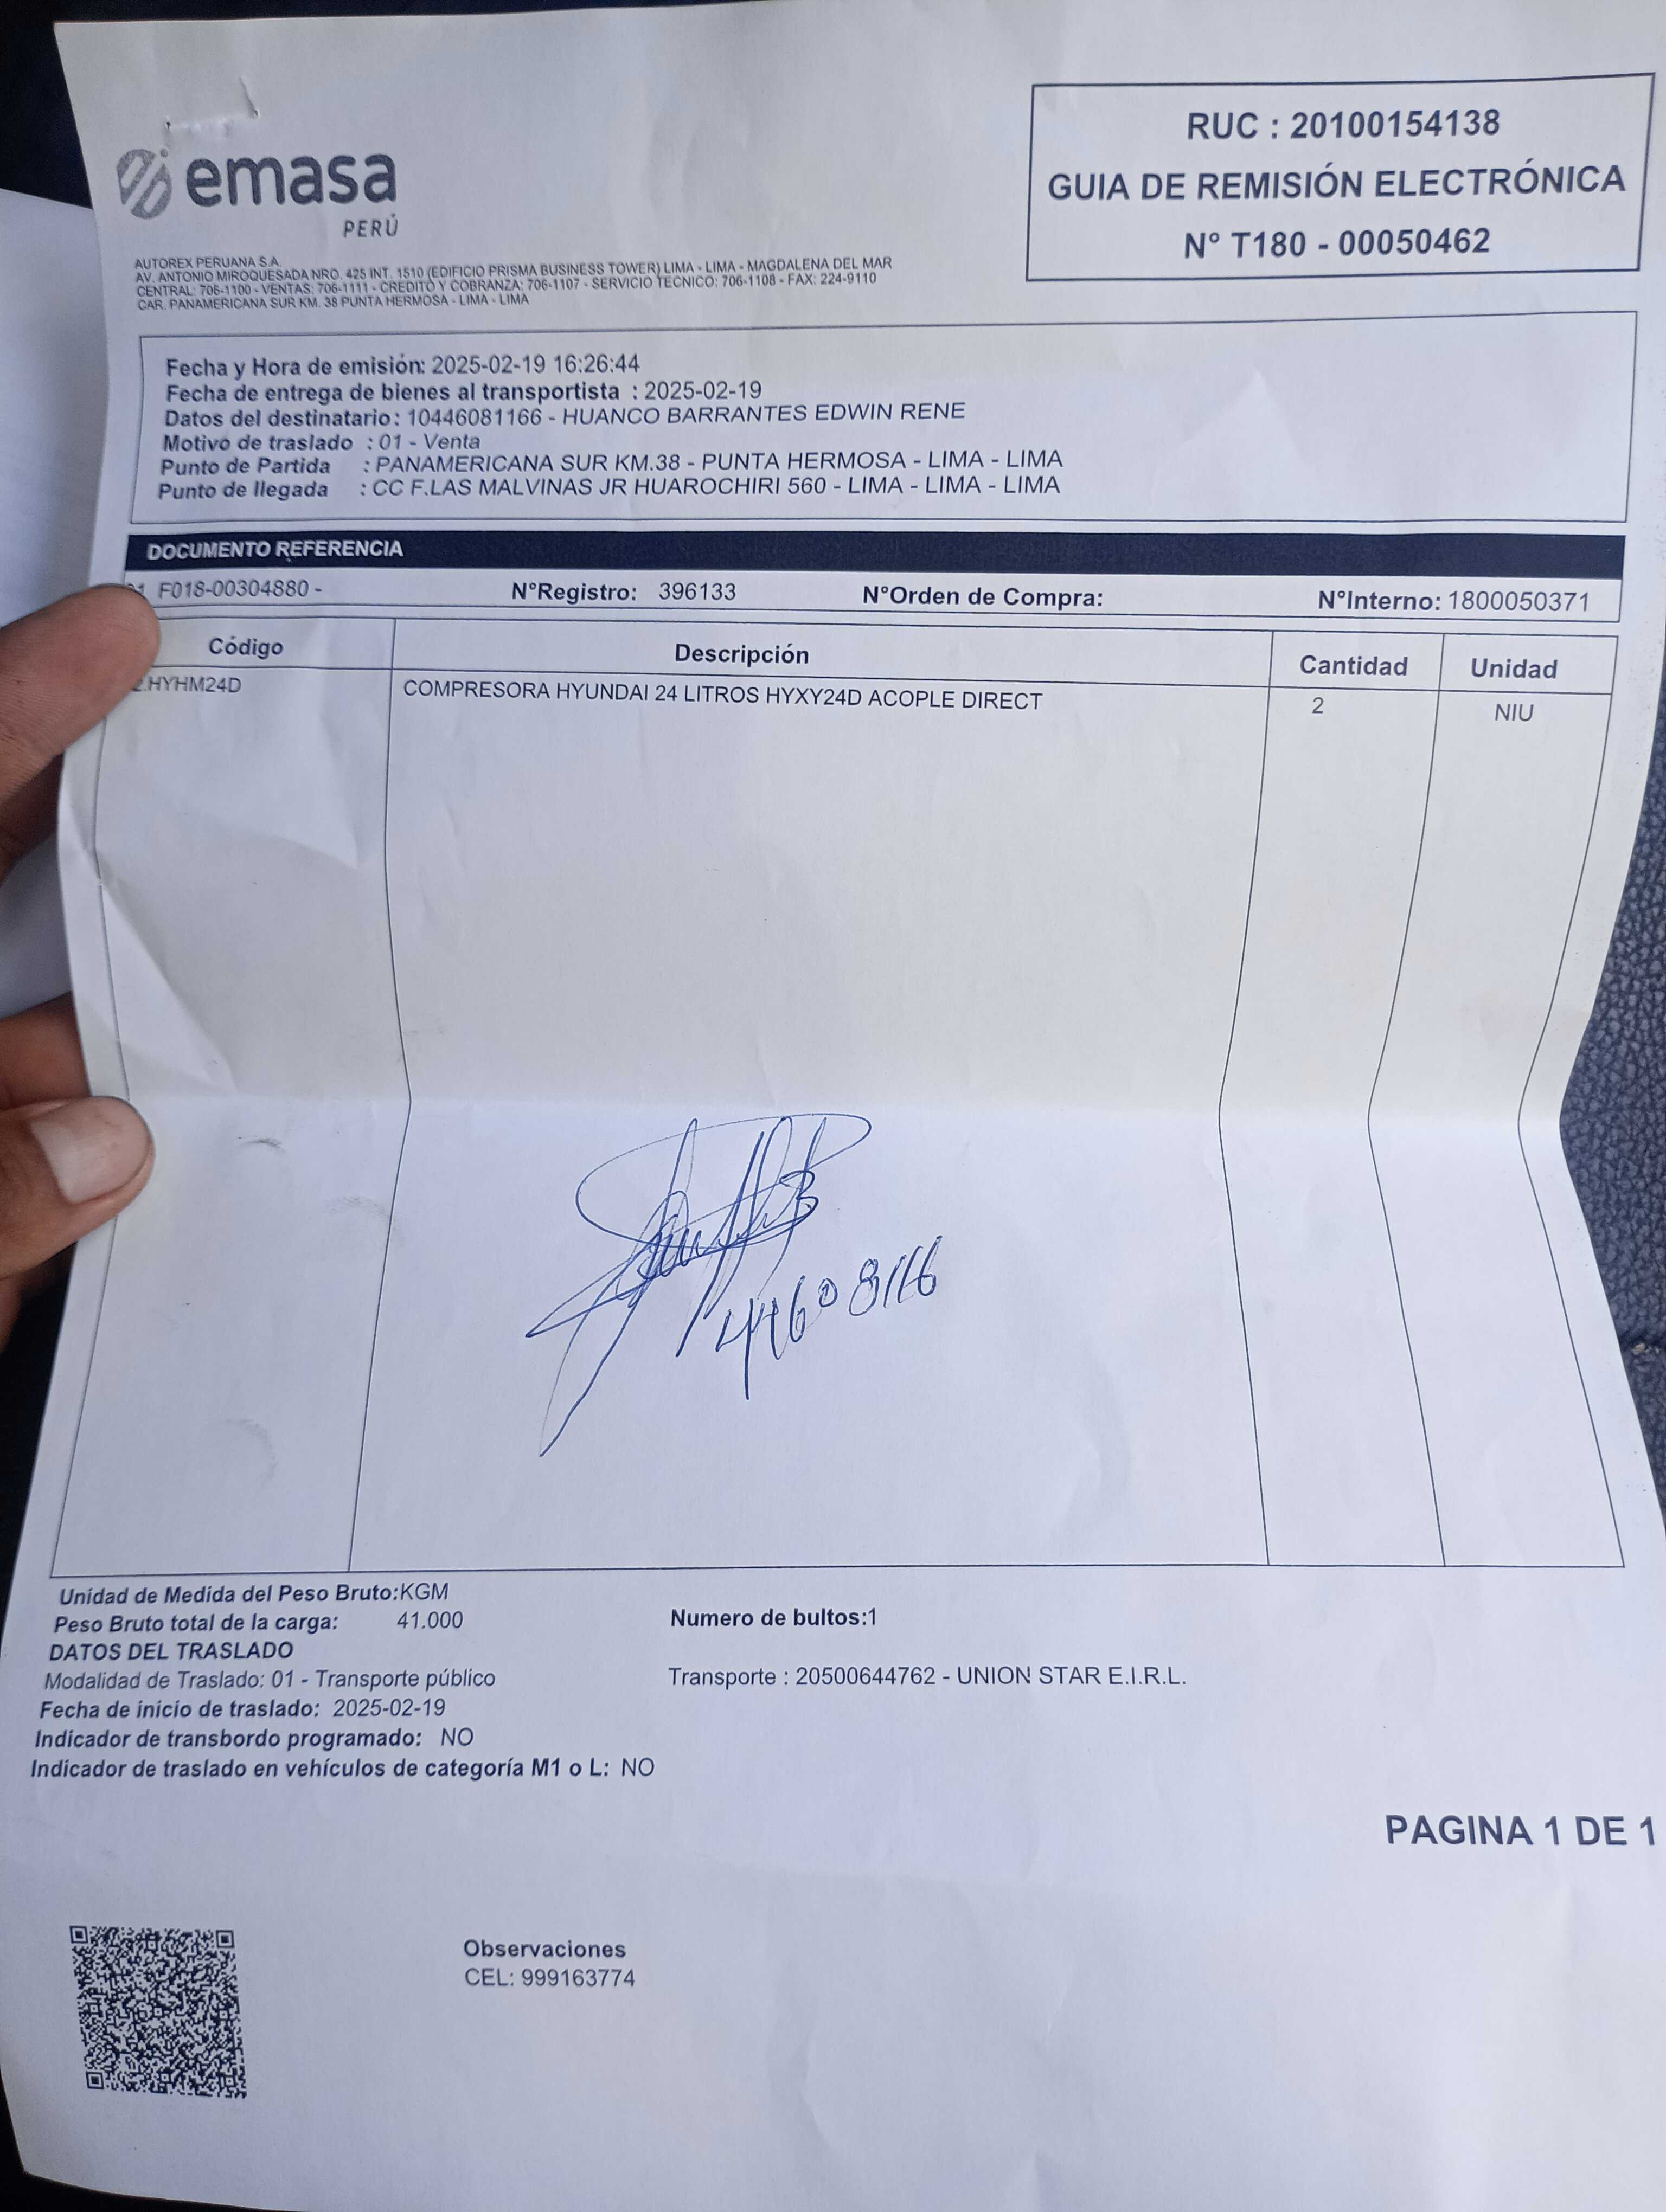 emasa
PERÚ
RUC : 20100154138
GUIA DE REMISIÓN ELECTRÓNICA
N° T180 - 00050462
AUTOREX PERUANA S.A.
AV. ANTONIO MIROQUESADA NRO. 425 INT. 1510 (EDIFICIO PRISMA BUSINESS TOWER) LIMA - LIMA - MAGDALENA DEL MAR
CENTRAL: 706-1100 - VENTAS: 706-1111 - CREDITO Y COBRANZA: 706-1107 - SERVICIO TECNICO: 706-1108 - FAX: 224-9110
CAR. PANAMERICANA SUR KM. 38 PUNTA HERMOSA - LIMA - LIMA
Fecha y Hora de emisión: 2025-02-19 16:26:44
Fecha de entrega de bienes al transportista : 2025-02-19
Datos del destinatario: 10446081166 - HUANCO BARRANTES EDWIN RENE
Motivo de traslado : 01 - Venta
Punto de Partida : PANAMERICANA SUR KM.38 - PUNTA HERMOSA - LIMA - LIMA
Punto de llegada : CC F.LAS MALVINAS JR HUAROCHIRI 560 - LIMA - LIMA - LIMA
DOCUMENTO REFERENCIA
F018-00304880 - N°Registro: 396133 N°Orden de Compra: N°Interno: 1800050371
Código Descripción Cantidad Unidad
.HYHM24D COMPRESORA HYUNDAI 24 LITROS HYXY24D ACOPLE DIRECT 2 NIU
44608116
Unidad de Medida del Peso Bruto:KGM
Peso Bruto total de la carga: 41.000 Numero de bultos:1
DATOS DEL TRASLADO
Modalidad de Traslado: 01 - Transporte público Transporte : 20500644762 - UNION STAR E.I.R.L.
Fecha de inicio de traslado: 2025-02-19
Indicador de transbordo programado: NO
Indicador de traslado en vehículos de categoría M1 o L: NO
PAGINA 1 DE 1
Observaciones
CEL: 999163774